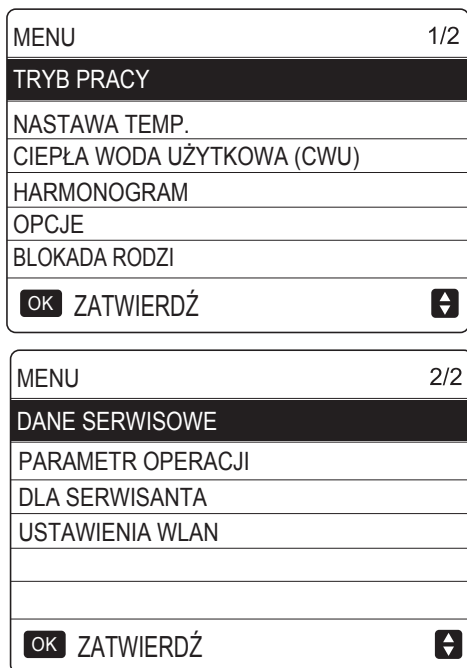 MENU 1/2
TRYB PRACY
NASTAWA TEMP.
CIEPŁA WODA UŻYTKOWA (CWU)
HARMONOGRAM
OPCJE
BLOKADA RODZI
OK ZATWIERDŹ
MENU 2/2
DANE SERWISOWE
PARAMETR OPERACJI
DLA SERWISANTA
USTAWIENIA WLAN
OK ZATWIERDŹ